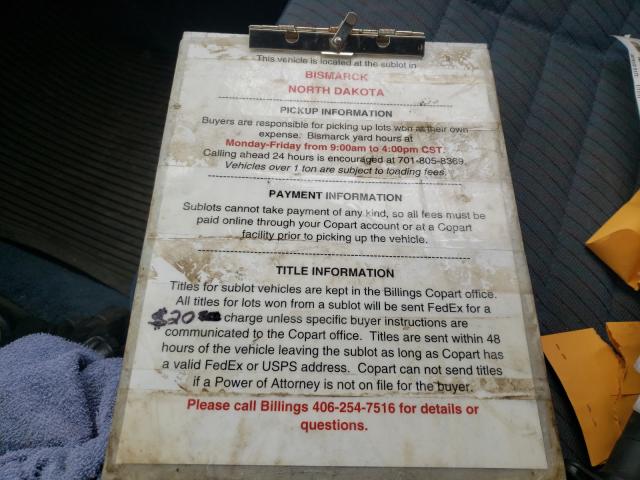 This vehicle is located at the sublot in
BISMARCK
NORTH DAKOTA
PICKUP INFORMATION
Buyers are responsible for picking up lots won at their own
expense. Bismarck yard hours at
Monday-Friday from 9:00am to 4:00pm CST.
Calling ahead 24 hours is encouraged at 701-805-8369.
Vehicles over 1 ton are subject to loading fees.
PAYMENT INFORMATION
Sublots cannot take payment of any kind, so all fees must be
paid online through your Copart account or at a Copart
facility prior to picking up the vehicle.
TITLE INFORMATION
Titles for sublot vehicles are kept in the Billings Copart office.
All titles for lots won from a sublot will be sent FedEx for a
$20 charge unless specific buyer instructions are
communicated to the Copart office. Titles are sent within 48
hours of the vehicle leaving the sublot as long as Copart has
a valid FedEx or USPS address. Copart can not send titles
if a Power of Attorney is not on file for the buyer.
Please call Billings 406-254-7516 for details or
questions.